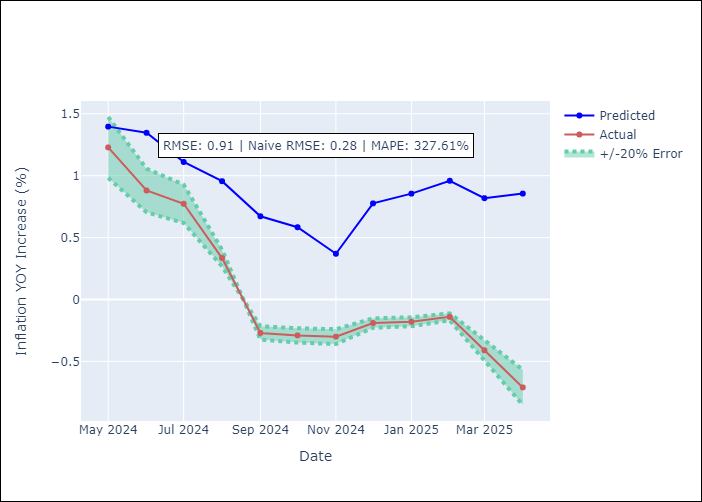 RMSE: 0.91 | Naive RMSE: 0.28 | MAPE: 327.61%
Predicted
Actual
+/-20% Error
Inflation YOY Increase (%)
1.5
1
0.5
0
−0.5
May 2024
Jul 2024
Sep 2024
Nov 2024
Jan 2025
Mar 2025
Date